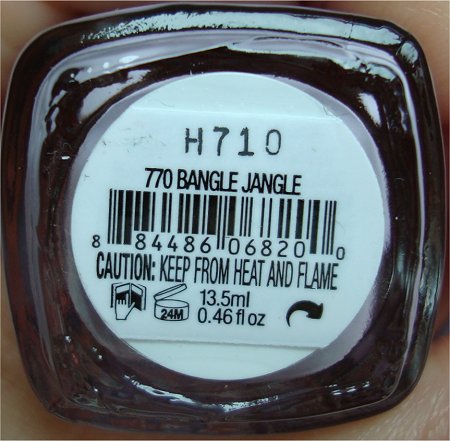 H710
770 BANGLE JANGLE
8 84486 06820 0
CAUTION: KEEP FROM HEAT AND FLAME
24M
13.5ml
0.46 fl oz